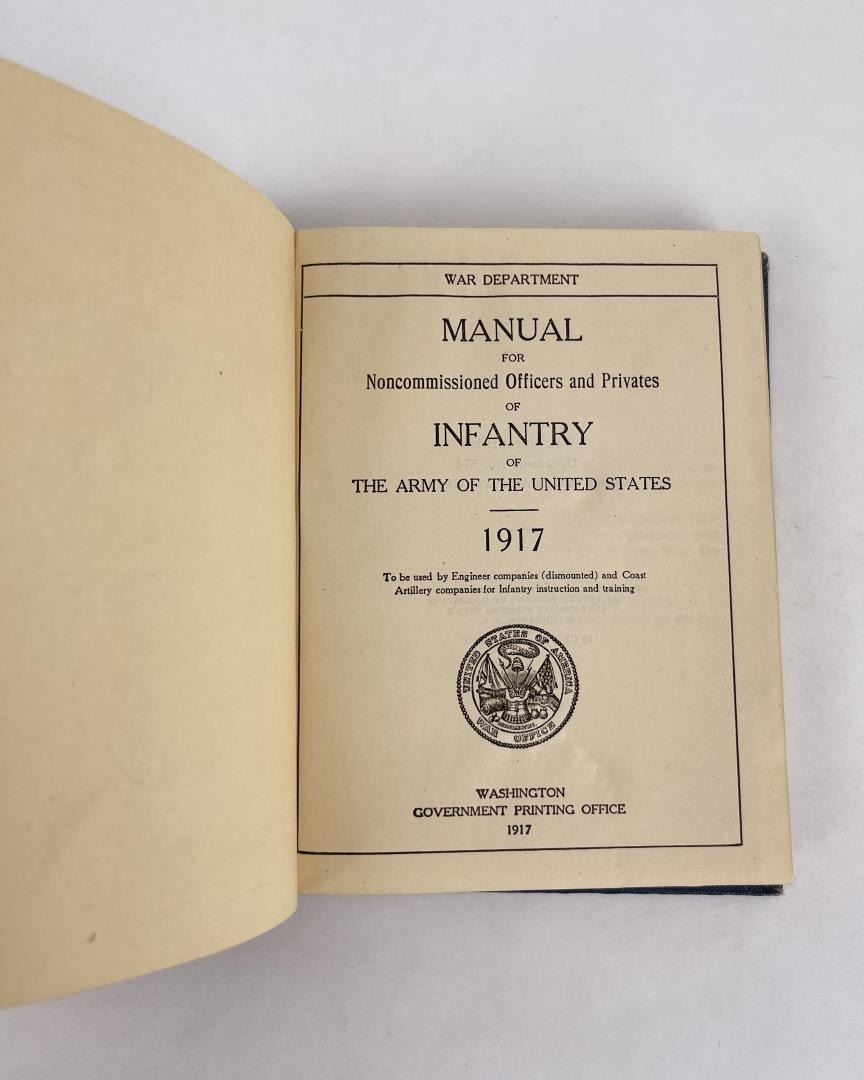 WAR DEPARTMENT
MANUAL
FOR
Noncommissioned Officers and Privates
OF
INFANTRY
OF
THE ARMY OF THE UNITED STATES
1917
To be used by Engineer companies (dismounted) and Coast
Artillery companies for Infantry instruction and training
UNITED STATES OF AMERICA
WAR OFFICE
WASHINGTON
GOVERNMENT PRINTING OFFICE
1917